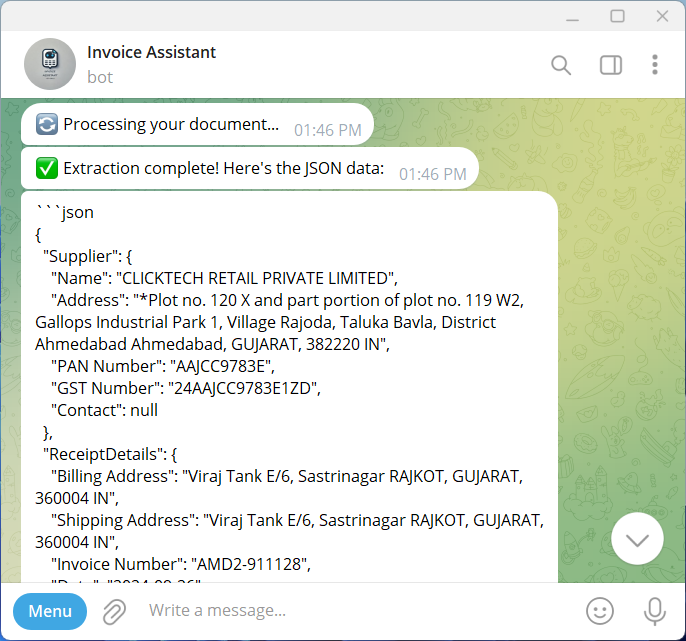 Invoice Assistant
bot
Processing your document... 01:46 PM
Extraction complete! Here's the JSON data: 01:46 PM
```json
{
"Supplier": {
"Name": "CLICKTECH RETAIL PRIVATE LIMITED",
"Address": "*Plot no. 120 X and part portion of plot no. 119 W2,
Gallops Industrial Park 1, Village Rajoda, Taluka Bavla, District
Ahmedabad Ahmedabad, GUJARAT, 382220 IN",
"PAN Number": "AAJCC9783E",
"GST Number": "24AAJCC9783E1ZD",
"Contact": null
},
"ReceiptDetails": {
"Billing Address": "Viraj Tank E/6, Sastrinagar RAJKOT, GUJARAT,
360004 IN",
"Shipping Address": "Viraj Tank E/6, Sastrinagar RAJKOT, GUJARAT,
360004 IN",
"Invoice Number": "AMD2-911128",
Menu
Write a message...